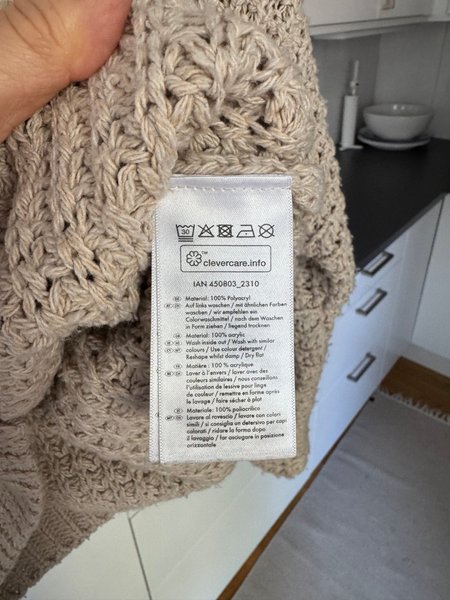 30
clevercare.info
IAN 450803_2310
Material: 100% Polyacryl
Auf links waschen / mit ähnlichen Farben
waschen / wir empfehlen ein
Colorwaschmittel / nach dem Waschen
in Form ziehen / liegend trocknen
Material: 100% acrylic
Wash inside out / Wash with similar
colours / Use colour detergent/
Reshape whilst damp / Dry flat
Matière : 100 % acrylique
Laver à l'envers / laver avec des
couleurs similaires / nous conseillons
l'utilisation de lessive pour linge
de couleur / remettre en forme après
le lavage / faire sécher à plat
Materiale: 100% poliacrilico
Lavare al rovescio / lavare con colori
simili / si consiglia un detersivo per capi
colorati / ridare la forma dopo
il lavaggio / far asciugare in posizione
orizzontale